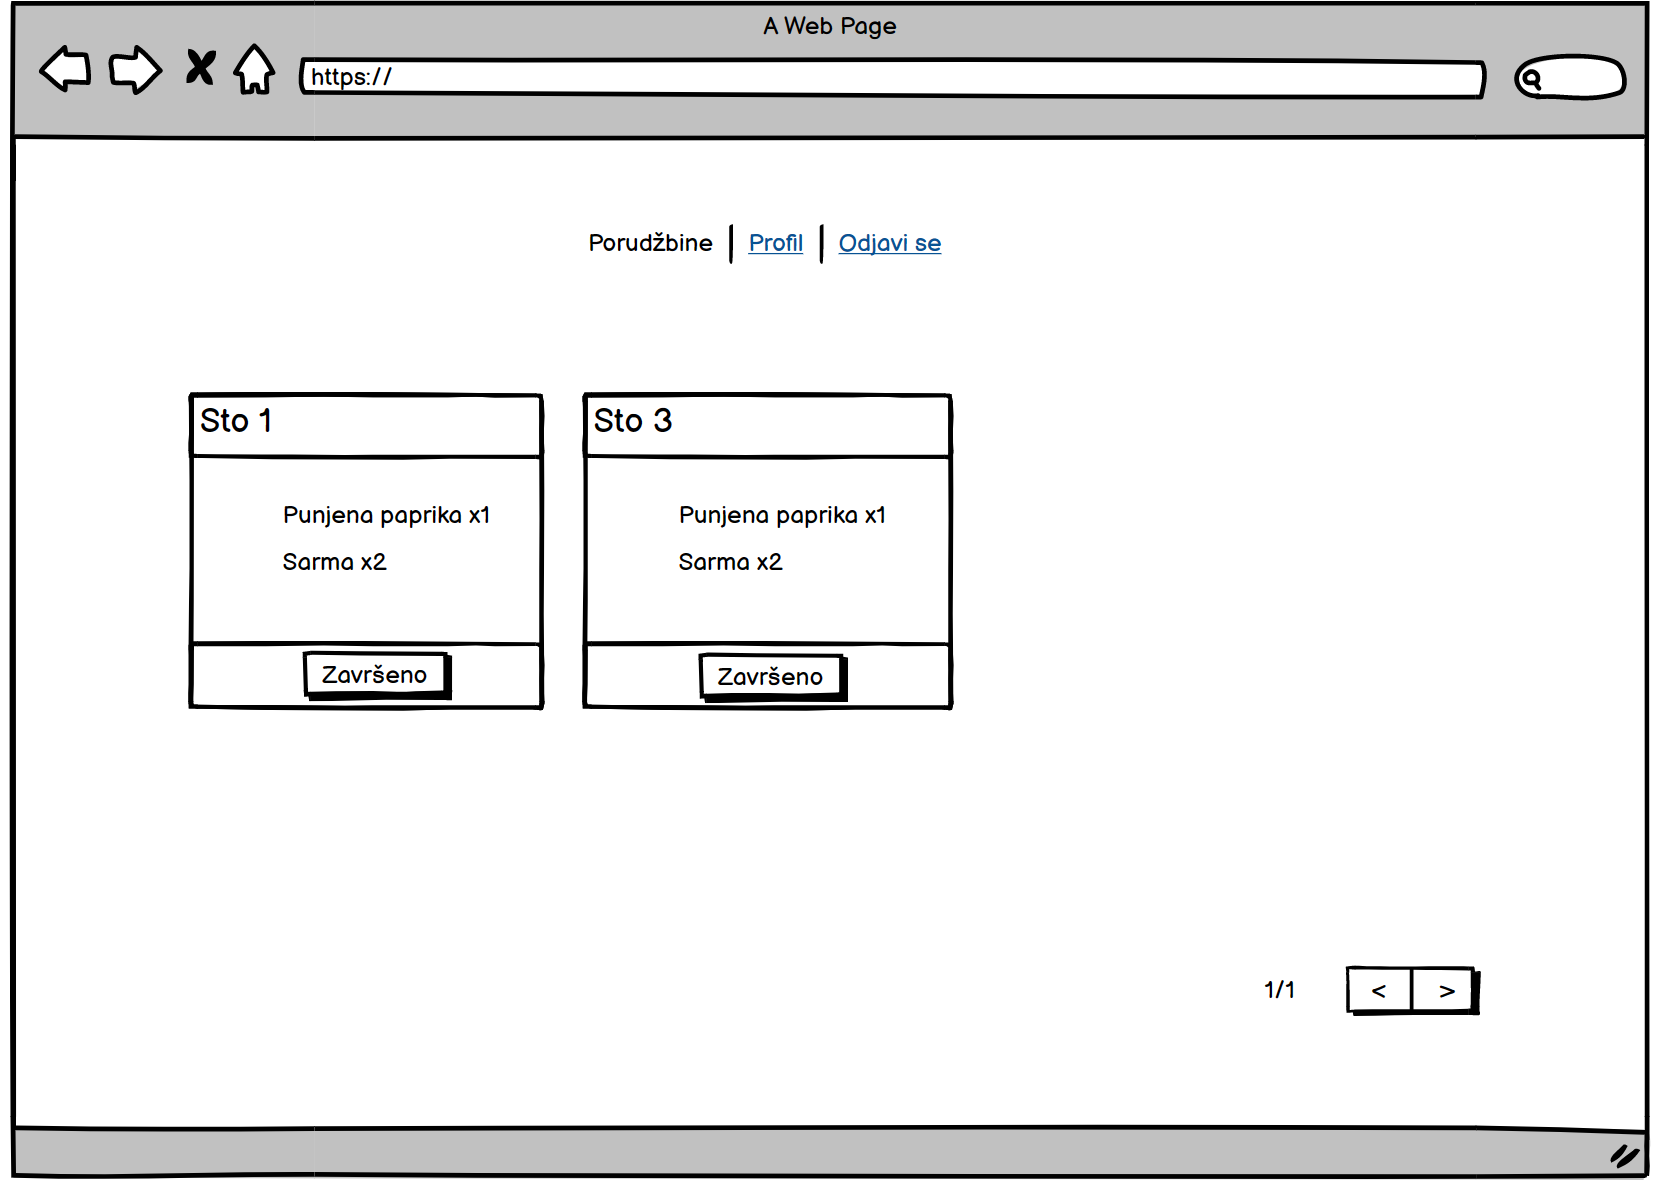 A Web Page
https://
Porudžbine Profil Odjavi se
Sto 1
Punjena paprika x1
Sarma x2
Završeno
Sto 3
Punjena paprika x1
Sarma x2
Završeno
1/1 < >